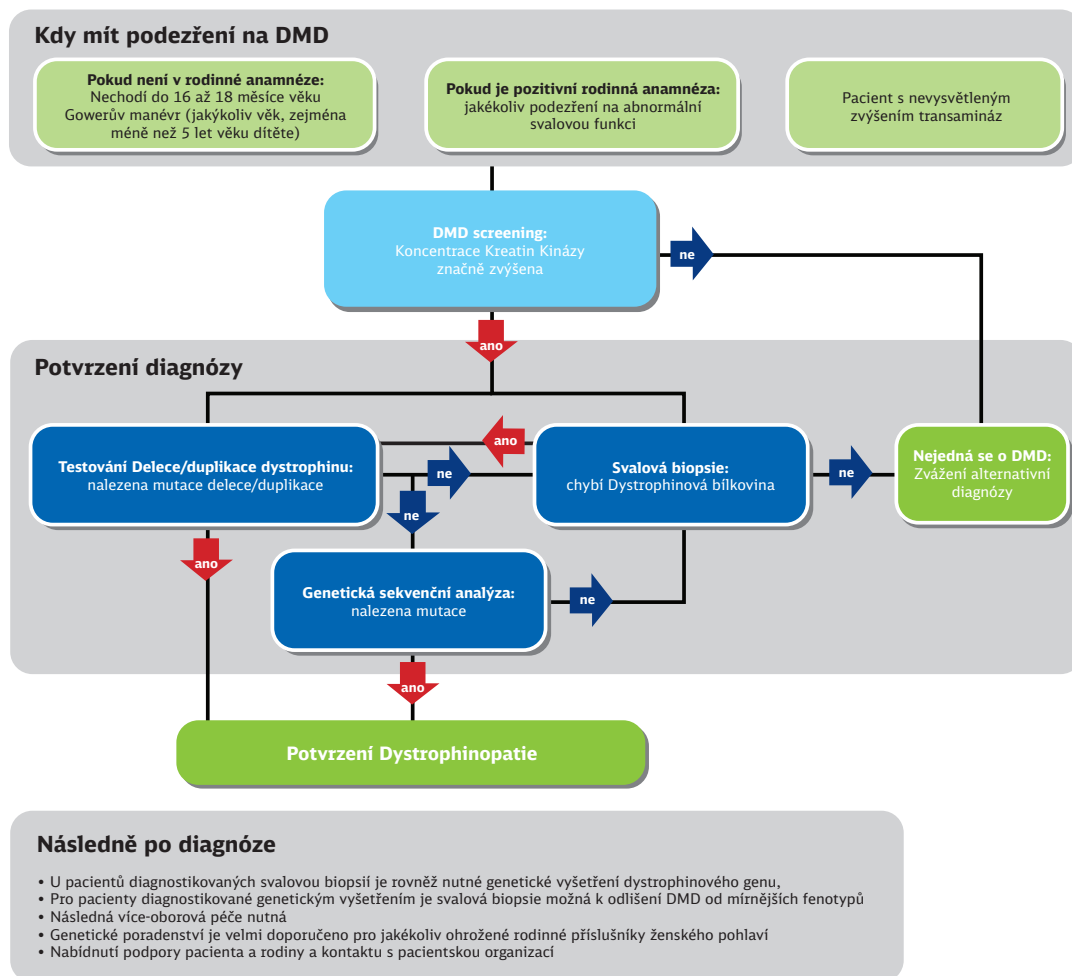 Kdy mít podezření na DMD
Pokud není v rodinné anamnéze:
Nechodí do 16 až 18 měsíce věku
Gowerův manévr (jakýkoliv věk, zejména
méně než 5 let věku dítěte)
Pokud je pozitivní rodinná anamnéza:
jakékoliv podezření na abnormální
svalovou funkci
Pacient s nevysvětleným
zvýšením transamináz
DMD screening:
Koncentrace Kreatin Kinázy
značně zvýšena
ne
ano
Potvrzení diagnózy
Testování Delece/duplikace dystrophinu:
nalezena mutace delece/duplikace
ano
ne
ne
Svalová biopsie:
chybí Dystrophinová bílkovina
ne
Nejedná se o DMD:
Zvážení alternativní
diagnózy
ano
Genetická sekvenční analýza:
nalezena mutace
ne
ano
Potvrzení Dystrophinopatie
Následně po diagnóze
• U pacientů diagnostikovaných svalovou biopsií je rovněž nutné genetické vyšetření dystrophinového genu,
• Pro pacienty diagnostikované genetickým vyšetřením je svalová biopsie možná k odlišení DMD od mírnějších fenotypů
• Následná více-oborová péče nutná
• Genetické poradenství je velmi doporučeno pro jakékoliv ohrožené rodinné příslušníky ženského pohlaví
• Nabídnutí podpory pacienta a rodiny a kontaktu s pacientskou organizací